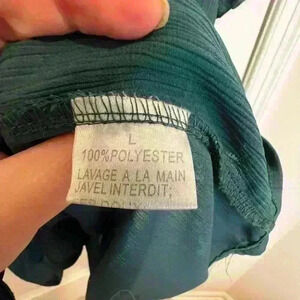 L
100%POLYESTER
LAVAGE A LA MAIN
JAVEL INTERDIT;